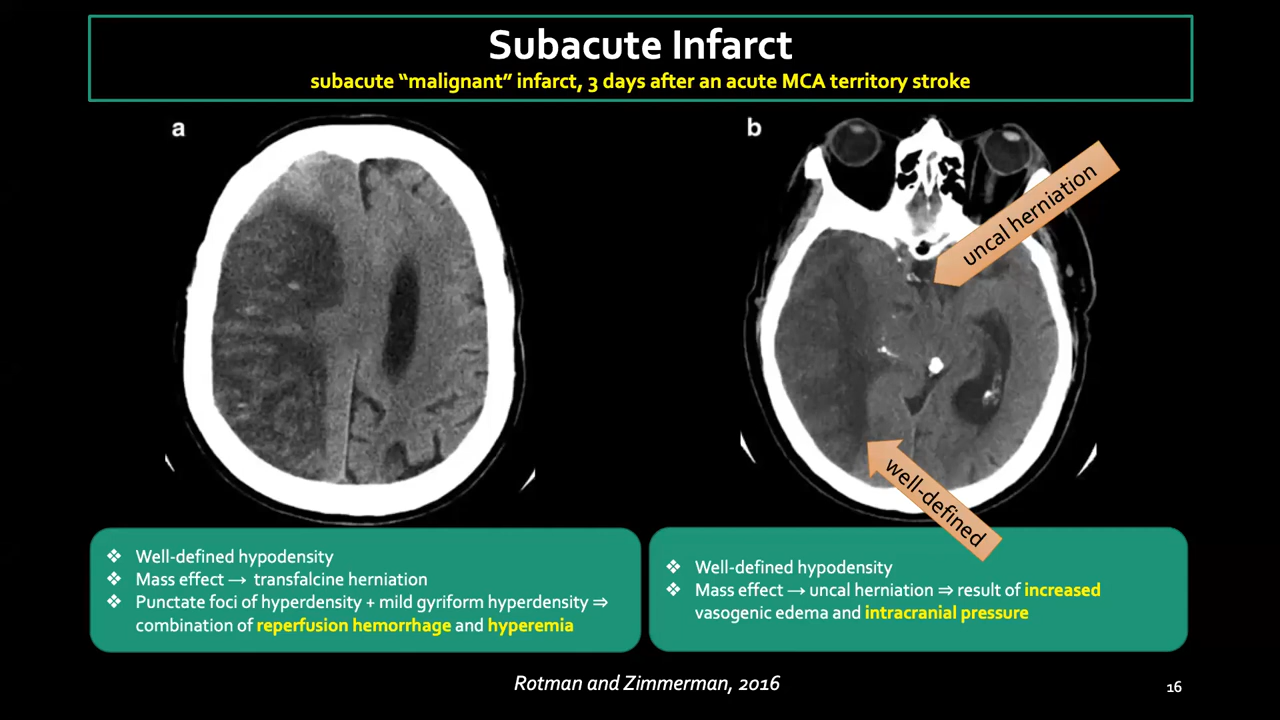 Subacute Infarct
subacute “malignant” infarct, 3 days after an acute MCA territory stroke
a
b
uncal herniation
well-defined
❖ Well-defined hypodensity
❖ Mass effect → transfalcine herniation
❖ Punctate foci of hyperdensity + mild gyriform hyperdensity ⇒
combination of reperfusion hemorrhage and hyperemia
❖ Well-defined hypodensity
❖ Mass effect → uncal herniation ⇒ result of increased
vasogenic edema and intracranial pressure
Rotman and Zimmerman, 2016
16